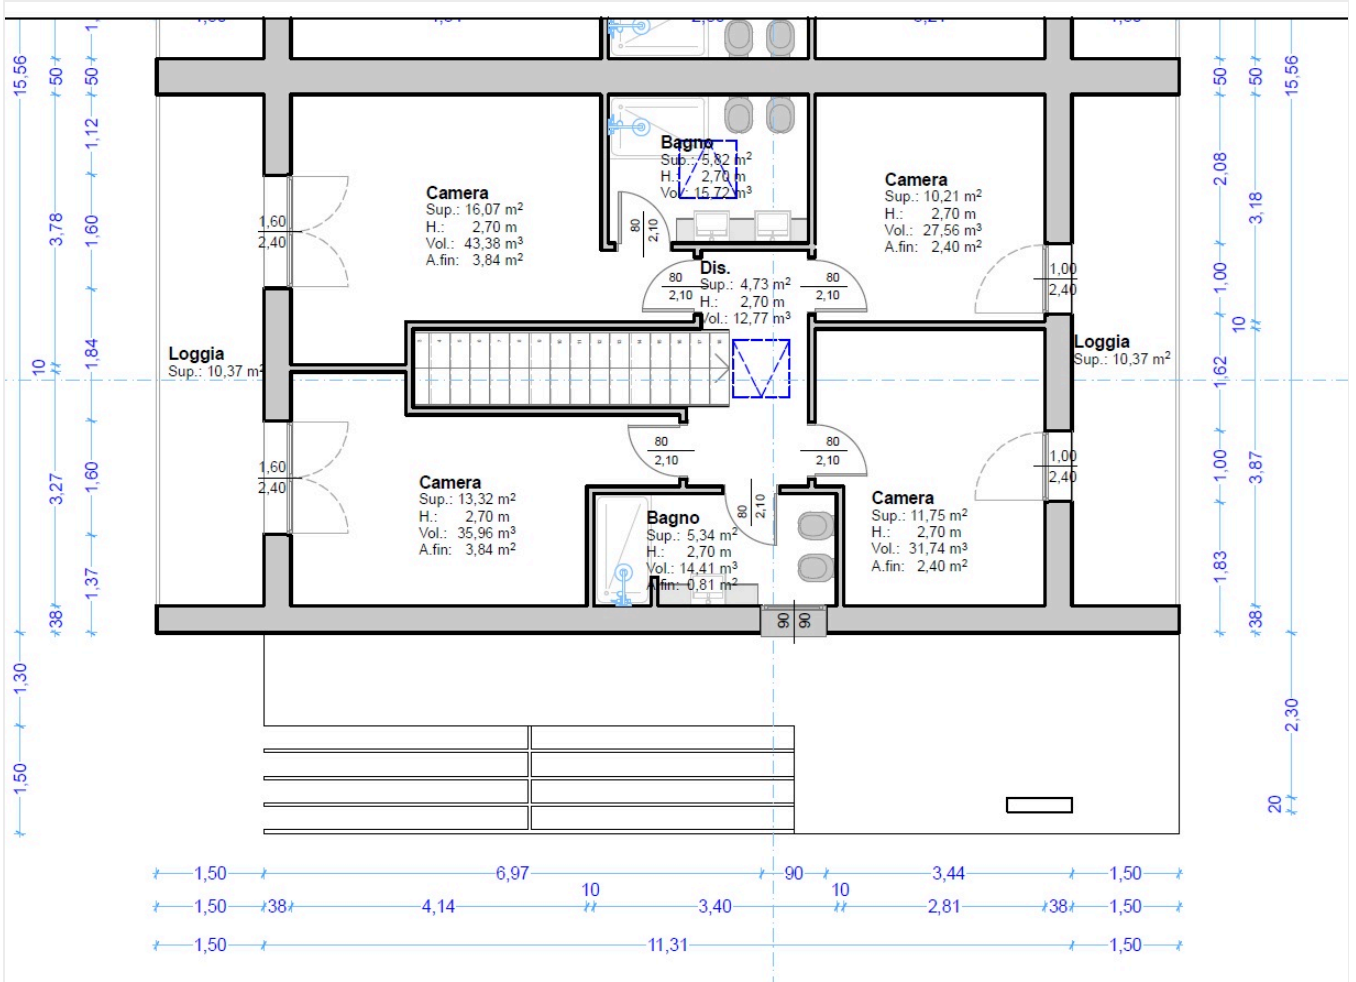 15,56
50
50
1,12
3,78
1,60
1,84
10
3,27
1,60
1,37
38
1,30
1,50
Bagno
Sup.: 5,82 m²
H.: 2,70 m
Vol.: 15,72 m³
Camera
Sup.: 16,07 m²
H.: 2,70 m
Vol.: 43,38 m³
A.fin: 3,84 m²
Camera
Sup.: 10,21 m²
H.: 2,70 m
Vol.: 27,56 m³
A.fin: 2,40 m²
1,60
2,40
80
2,10
Dis.
Sup.: 4,73 m²
H.: 2,70 m
Vol.: 12,77 m³
80
2,10
80
2,10
1,00
2,40
Loggia
Sup.: 10,37 m²
Loggia
Sup.: 10,37 m²
1,60
2,40
80
2,10
80
2,10
1,00
2,40
Camera
Sup.: 13,32 m²
H.: 2,70 m
Vol.: 35,96 m³
A.fin: 3,84 m²
80
2,10
Bagno
Sup.: 5,34 m²
H.: 2,70 m
Vol.: 14,41 m³
A.fin: 0,81 m²
Camera
Sup.: 11,75 m²
H.: 2,70 m
Vol.: 31,74 m³
A.fin: 2,40 m²
90
90
50
50
15,56
2,08
3,18
1,00
10
1,62
1,00
3,87
1,83
38
2,30
20
1,50
6,97
90
3,44
1,50
10
10
1,50
38
4,14
3,40
2,81
38
1,50
1,50
11,31
1,50